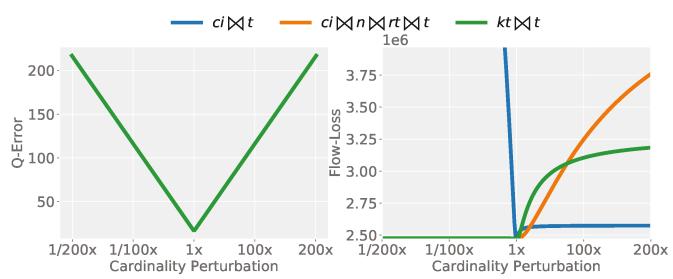 ci ⋈ t ci ⋈ n ⋈ rt ⋈ t kt ⋈ t
1e6
Q-Error
200
150
100
50
1/200x 1/100x 1x 100x 200x
Cardinality Perturbation
Flow-Loss
3.75
3.50
3.25
3.00
2.75
2.50
1/200x 1/100x 1x 100x 200x
Cardinality Perturbation